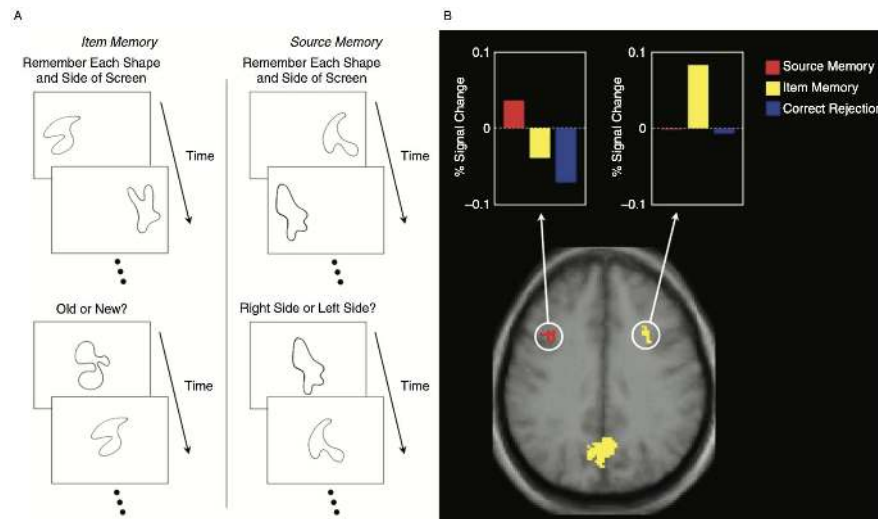 A
Item Memory
Remember Each Shape
and Side of Screen
Time
Old or New?
Time
Source Memory
Remember Each Shape
and Side of Screen
Time
Right Side or Left Side?
Time
B
0.1
0
−0.1
% Signal Change
0.1
0
−0.1
% Signal Change
Source Memory
Item Memory
Correct Rejection